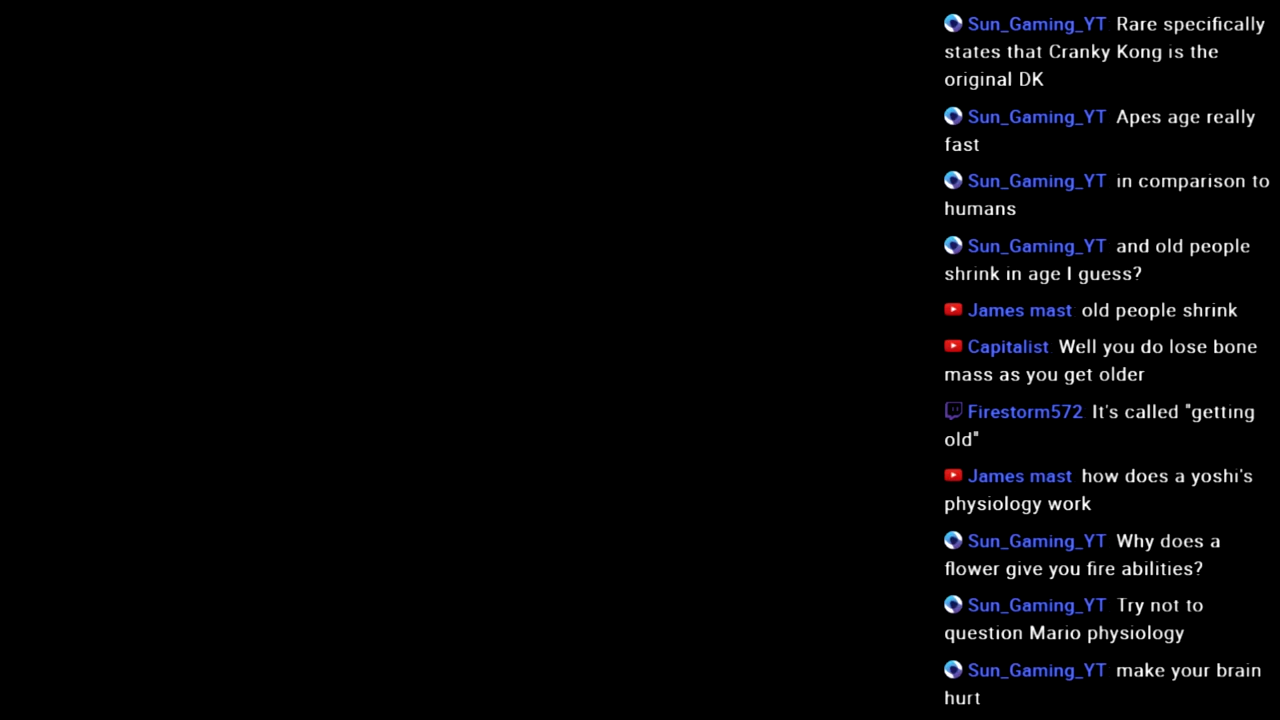 Sun_Gaming_YT Rare specifically
states that Cranky Kong is the
original DK
Sun_Gaming_YT Apes age really
fast
Sun_Gaming_YT in comparison to
humans
Sun_Gaming_YT and old people
shrink in age I guess?
James mast old people shrink
Capitalist Well you do lose bone
mass as you get older
Firestorm572 It's called "getting
old"
James mast how does a yoshi's
physiology work
Sun_Gaming_YT Why does a
flower give you fire abilities?
Sun_Gaming_YT Try not to
question Mario physiology
Sun_Gaming_YT make your brain
hurt